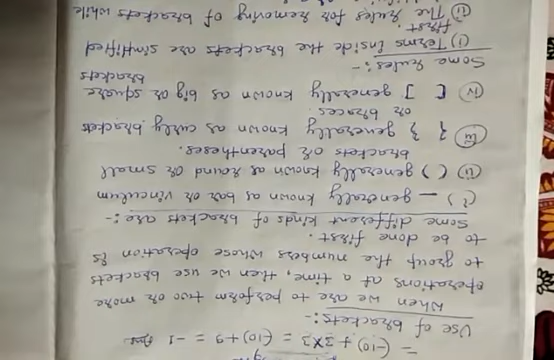 = (-10) + 3×3 = (-10) + 9 = -1
Use of brackets:-
When we are to perform two or more
operations at a time, then we use brackets
to group the numbers whose operation is
to be done first.
Some different kinds of brackets are :-
(i) — generally known as bar or vinculum
(ii) ( ) generally known as round or small
brackets or parentheses.
(iii) { } generally known as curly brackets
or braces.
(iv) [ ] generally known as big or square
brackets
Some Rules:-
(i) Terms inside the brackets are simplified
first.
(ii) The rules for removing of brackets while